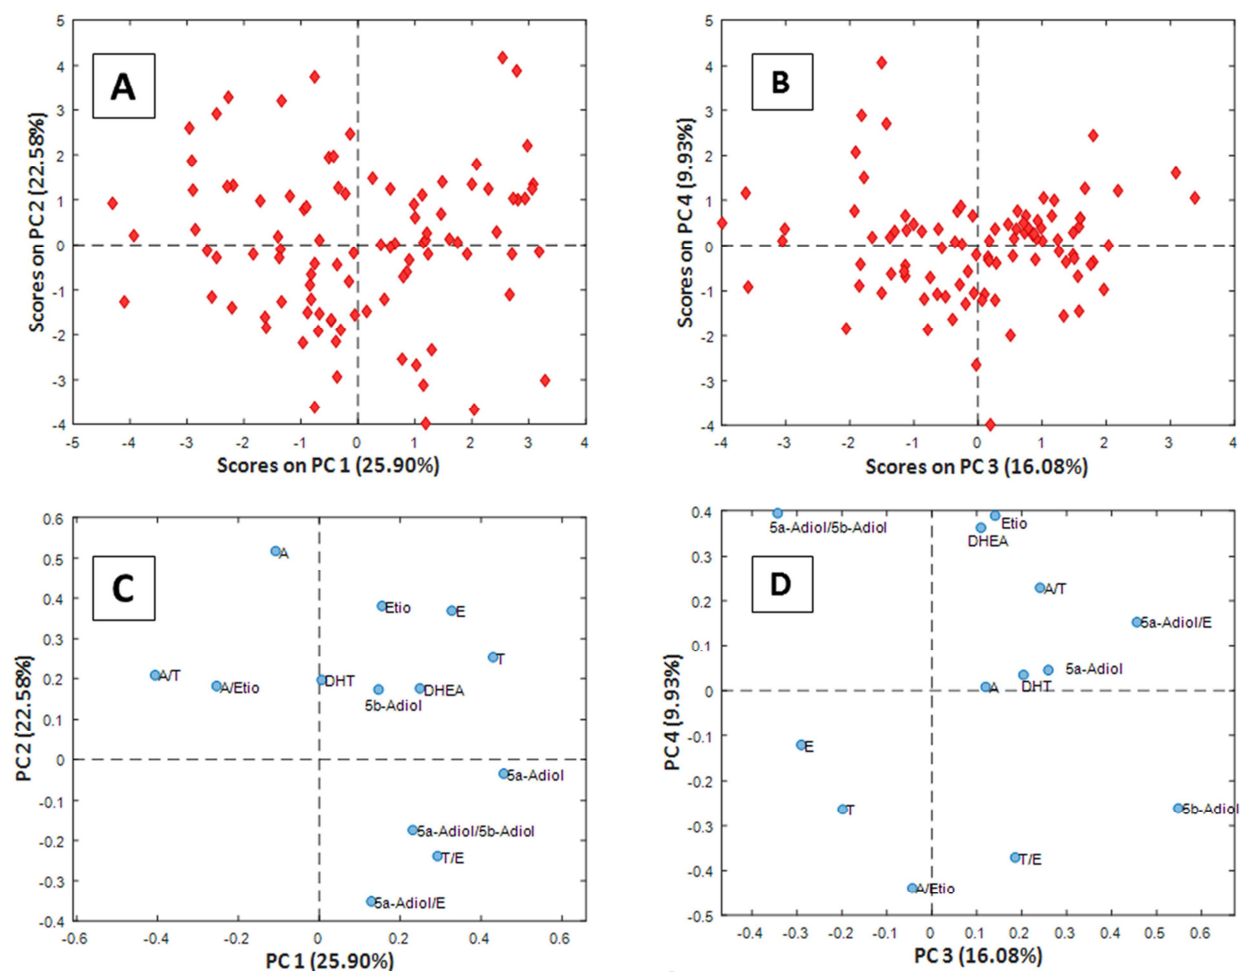 A
5
4
3
2
1
0
-1
-2
-3
-4
-5 -4 -3 -2 -1 0 1 2 3 4
Scores on PC 2 (22.58%)
Scores on PC 1 (25.90%)
B
5
4
3
2
1
0
-1
-2
-3
-4
-4 -3 -2 -1 0 1 2 3 4
Scores on PC 4 (9.93%)
Scores on PC 3 (16.08%)
C
0.6
0.5
0.4
0.3
0.2
0.1
0
-0.1
-0.2
-0.3
-0.4
-0.6 -0.4 -0.2 0 0.2 0.4 0.6
PC 2 (22.58%)
PC 1 (25.90%)
A
Etio
E
T
A/T
A/Etio
DHT
DHEA
5b-Adiol
5a-Adiol
5a-Adiol/5b-Adiol
T/E
5a-Adiol/E
D
0.4
0.3
0.2
0.1
0
-0.1
-0.2
-0.3
-0.4
-0.5
-0.4 -0.3 -0.2 -0.1 0 0.1 0.2 0.3 0.4 0.5 0.6
PC 4 (9.93%)
PC 3 (16.08%)
5a-Adiol/5b-Adiol
Etio
DHEA
A/T
5a-Adiol/E
5a-Adiol
DHT
A
E
T
5b-Adiol
T/E
A/Etio